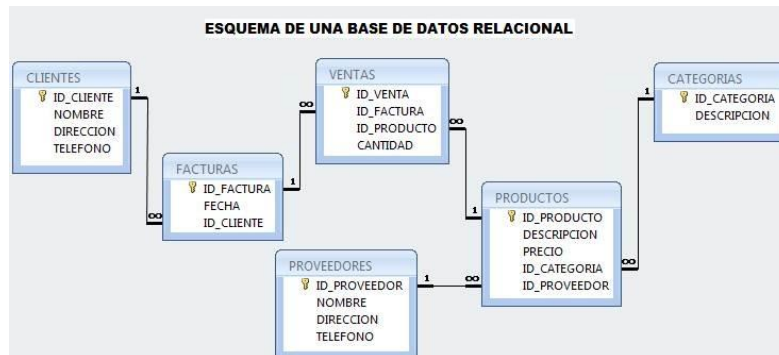 ESQUEMA DE UNA BASE DE DATOS RELACIONAL
CLIENTES
ID_CLIENTE
NOMBRE
DIRECCION
TELEFONO
1
∞
FACTURAS
ID_FACTURA
FECHA
ID_CLIENTE
1
∞
VENTAS
ID_VENTA
ID_FACTURA
ID_PRODUCTO
CANTIDAD
∞
1
PROVEEDORES
ID_PROVEEDOR
NOMBRE
DIRECCION
TELEFONO
1
∞
PRODUCTOS
ID_PRODUCTO
DESCRIPCION
PRECIO
ID_CATEGORIA
ID_PROVEEDOR
∞
1
CATEGORIAS
ID_CATEGORIA
DESCRIPCION